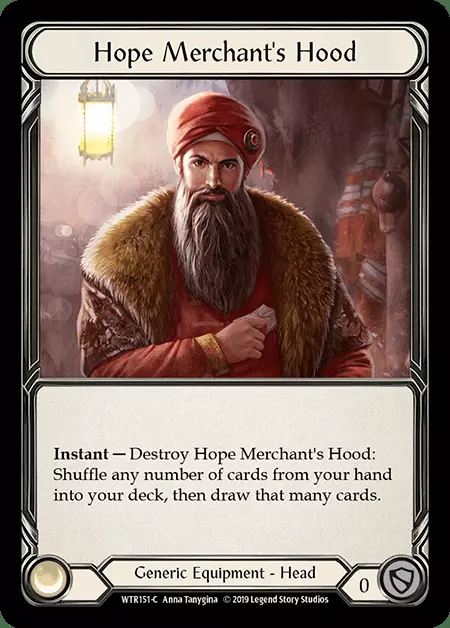 Hope Merchant's Hood
Instant — Destroy Hope Merchant's Hood:
Shuffle any number of cards from your hand
into your deck, then draw that many cards.
Generic Equipment - Head
0
WTR151-C Anna Tanygina © 2019 Legend Story Studios